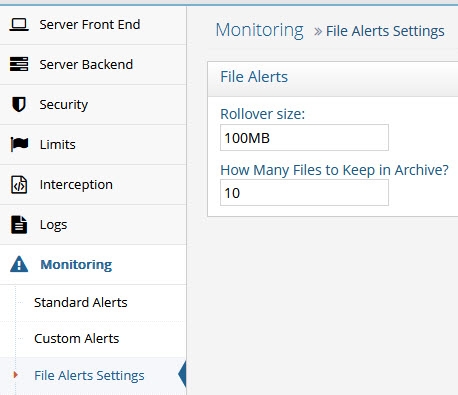 Server Front End
Server Backend
Security
Limits
Interception
Logs
Monitoring
Standard Alerts
Custom Alerts
File Alerts Settings
Monitoring » File Alerts Settings
File Alerts
Rollover size:
100MB
How Many Files to Keep in Archive?
10